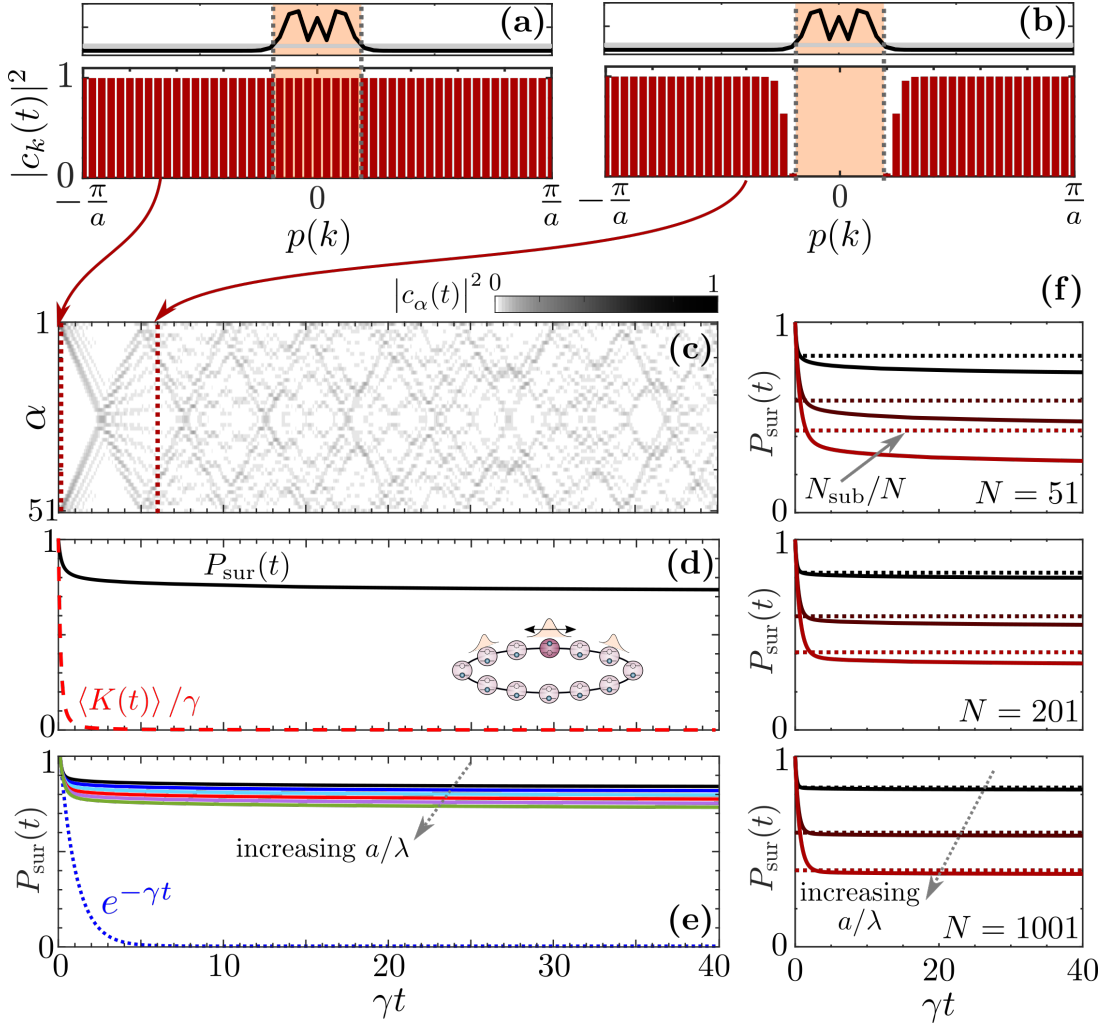 (a)
(b)
|c_k(t)|^2
1
0
-π/a
0
π/a
p(k)
-π/a
0
π/a
p(k)
|c_α(t)|^2
0
1
(c)
α
1
51
(d)
1
0
P_sur(t)
⟨K(t)⟩/γ
(e)
P_sur(t)
1
0
increasing a/λ
e^{-γt}
0
10
20
30
40
γt
(f)
P_sur(t)
1
0
N_sub/N
N = 51
P_sur(t)
1
0
N = 201
P_sur(t)
1
0
increasing
a/λ
N = 1001
0
20
40
γt